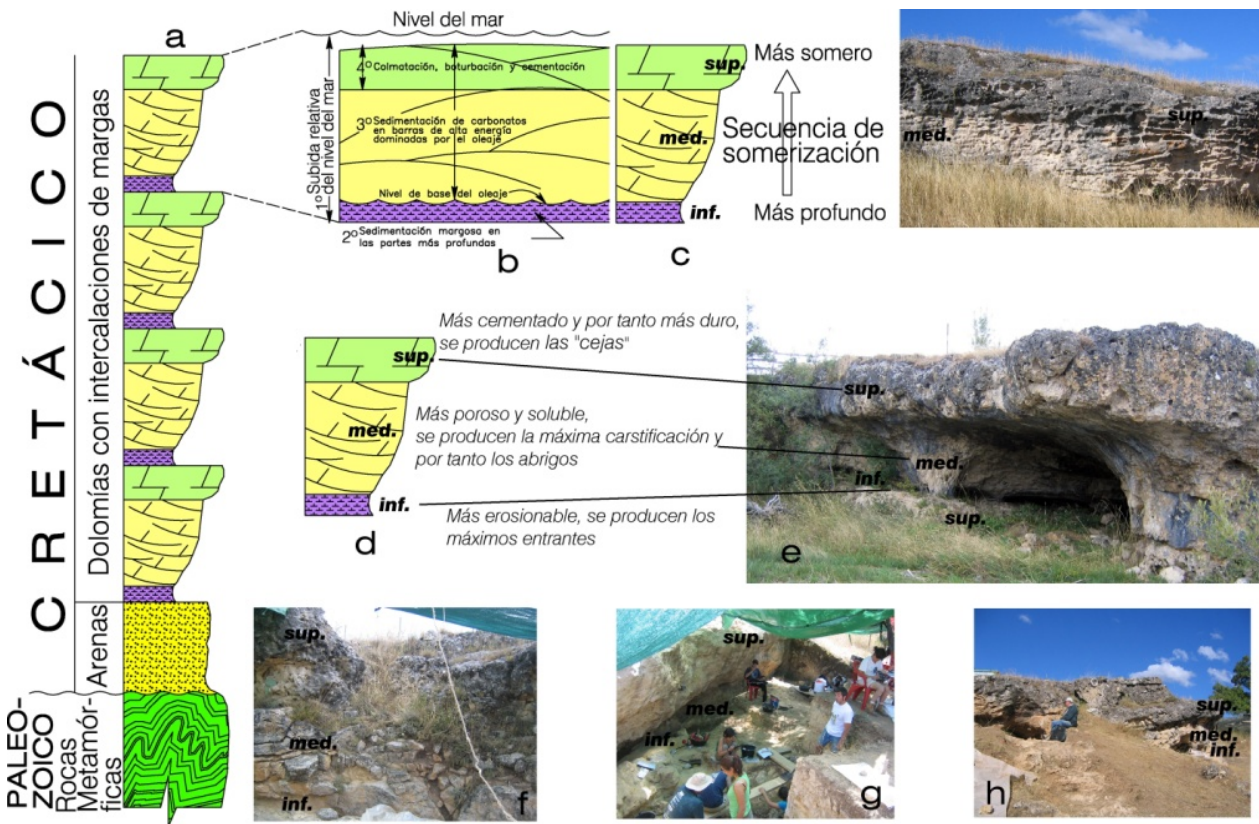 a
CRETÁCICO
Dolomías con intercalaciones de margas
Arenas
PALEO-
ZOICO
Rocas
Metamór-
ficas
Nivel del mar
1º Subida relativa
del nivel del mar
4º Colmatación, boturbación y cementación
3º Sedimentación de carbonatos
en barras de alta energía
dominadas por el oleaje
Nivel de base del oleaje
2º Sedimentación margosa en
las partes más profundas
b
sup.
med.
inf.
c
Más somero
Secuencia de
somerización
Más profundo
med.
sup.
sup.
med.
inf.
d
Más cementado y por tanto más duro,
se producen las "cejas"
Más poroso y soluble,
se producen la máxima carstificación y
por tanto los abrigos
Más erosionable, se producen los
máximos entrantes
sup.
med.
inf.
sup.
e
sup.
med.
inf.
f
sup.
med.
inf.
g
sup.
med.
inf.
h